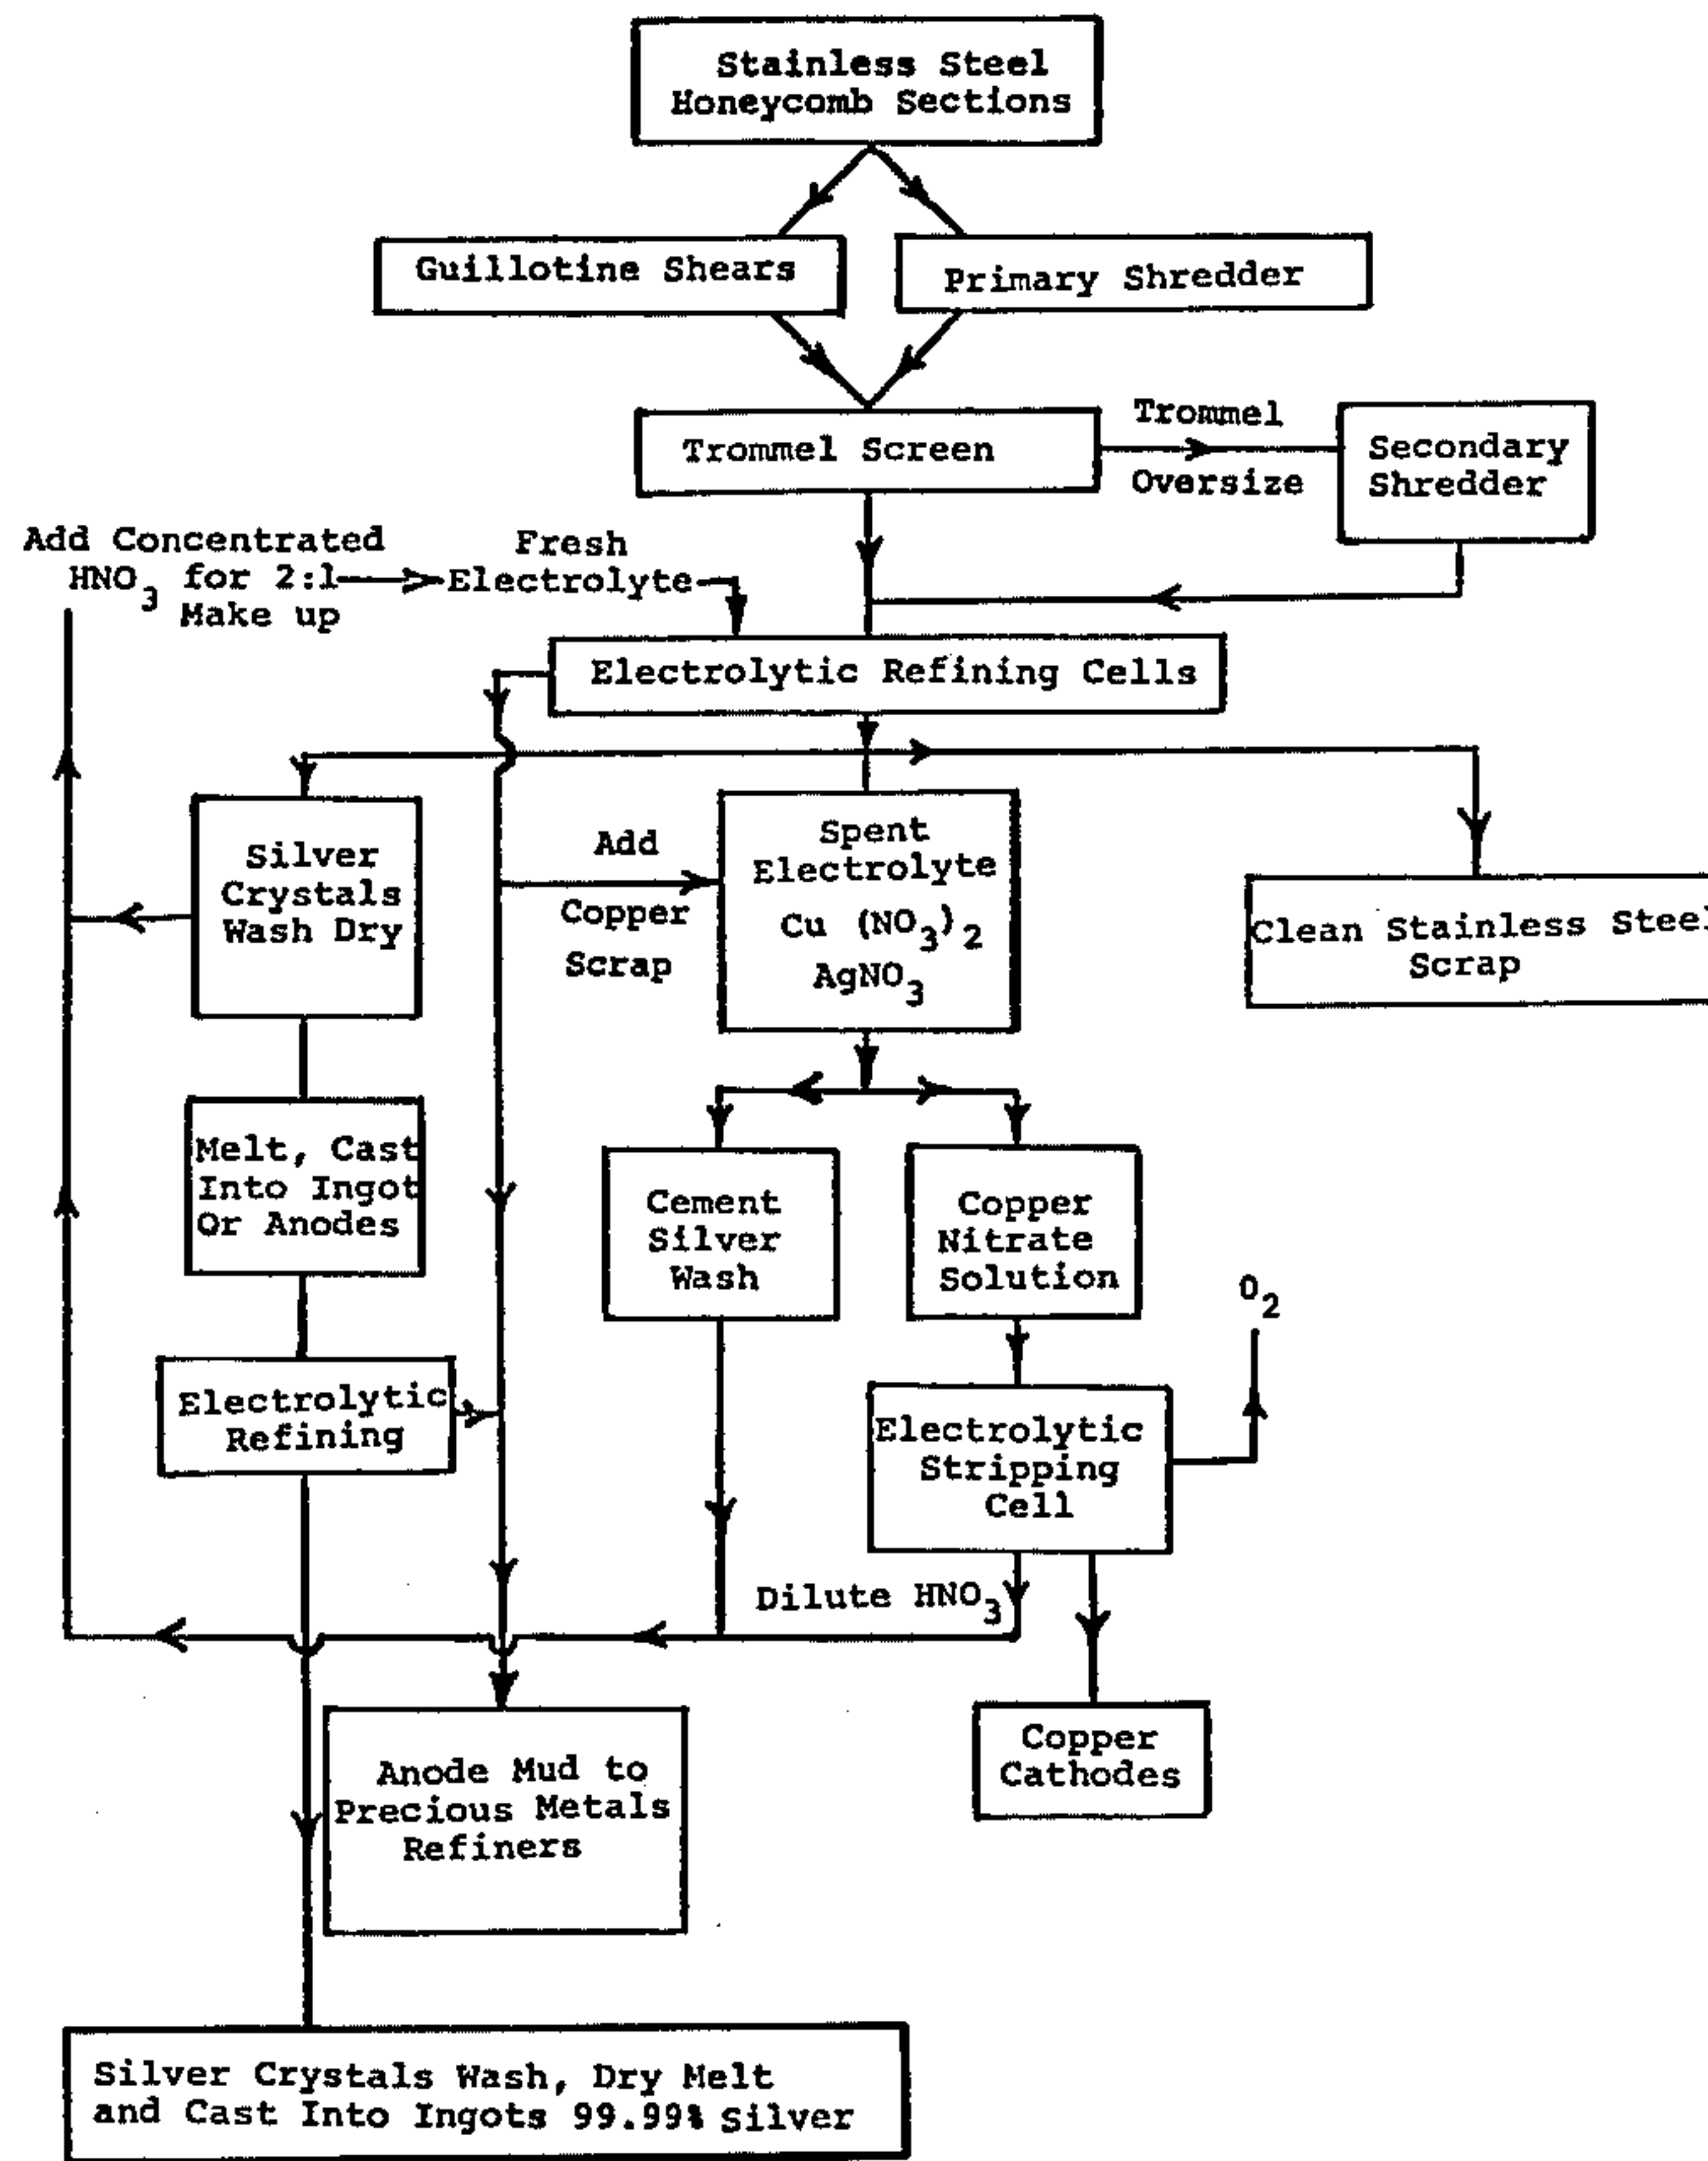 Stainless Steel
Honeycomb Sections
Guillotine Shears
Primary Shredder
Trommel Screen
Trommel
Oversize
Secondary
Shredder
Add Concentrated
HNO3 for 2:1
Make up
Fresh
Electrolyte
Electrolytic Refining Cells
Silver
Crystals
Wash Dry
Add
Copper
Scrap
Spent
Electrolyte
Cu (NO3)2
AgNO3
Clean Stainless Steel
Scrap
Melt, Cast
Into Ingot
Or Anodes
Cement
Silver
Wash
Copper
Nitrate
Solution
O2
Electrolytic
Refining
Electrolytic
Stripping
Cell
Dilute HNO3
Anode Mud to
Precious Metals
Refiners
Copper
Cathodes
Silver Crystals Wash, Dry Melt
and Cast Into Ingots 99.99% Silver